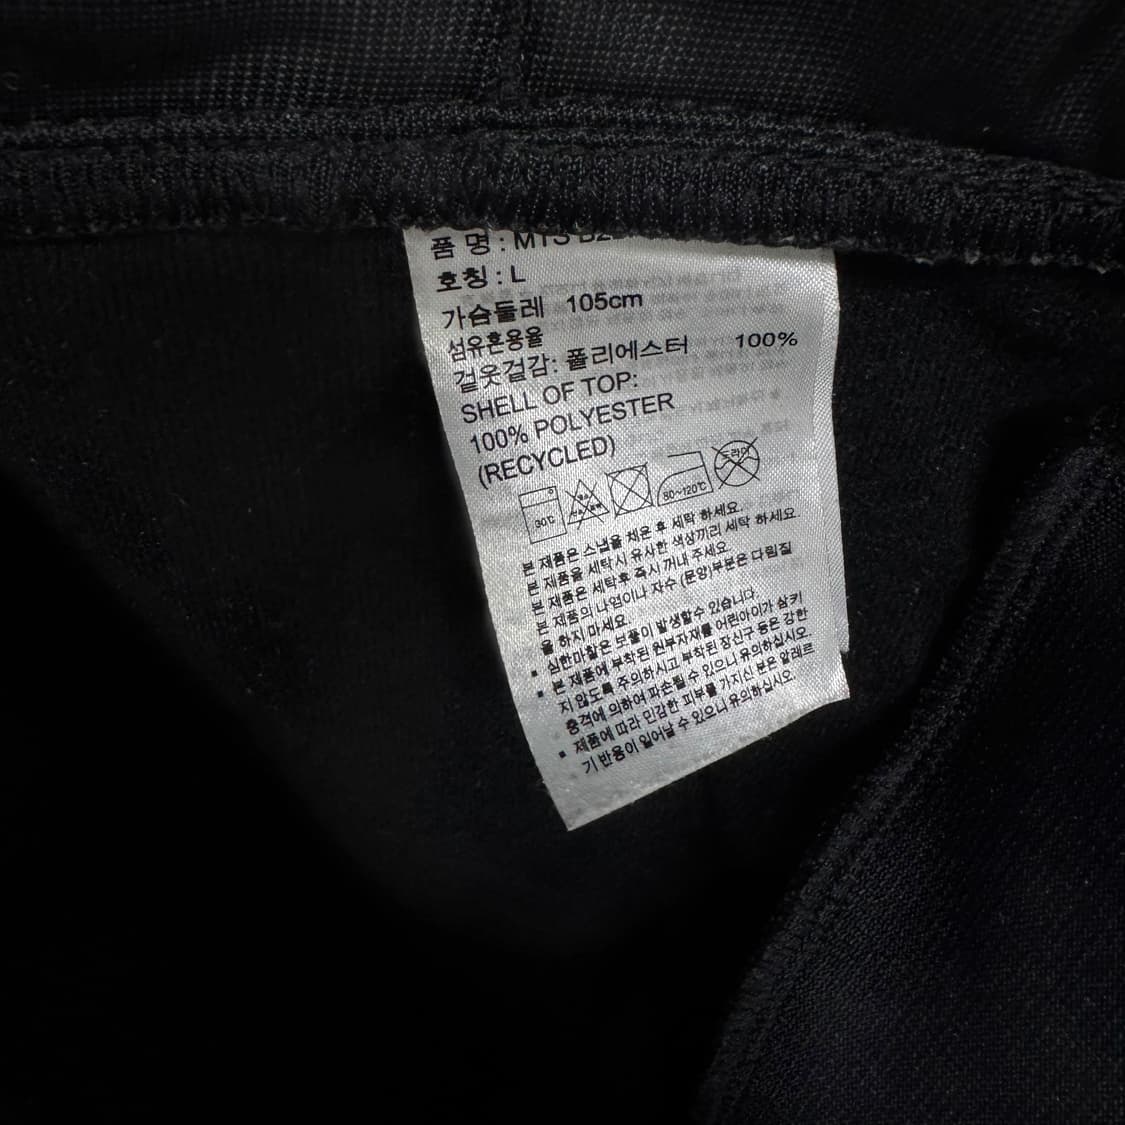 품 명 : MTS
호칭 : L
가슴둘레 105cm
섬유혼용율
겉옷겉감: 폴리에스터 100%
SHELL OF TOP:
100% POLYESTER
(RECYCLED)
30℃ 80~120℃ 드라이
본 제품은 스냅을 채운 후 세탁 하세요.
본 제품을 세탁시 유사한 색상끼리 세탁 하세요.
본 제품은 세탁후 즉시 꺼내 주세요.
본 제품의 나염이나 자수 (문양)부분은 다림질
을 하지 마세요.
▪ 심한마찰은 보풀이 발생할수 있습니다.
▪ 본 제품에 부착된 원부자재를 어린아이가 삼키
지 않도록 주의하시고 부착된 장신구 등은 강한
충격에 의하여 파손될 수 있으니 유의하십시오.
▪ 제품에 따라 민감한 피부를 가지신 분은 알레르
기 반응이 일어날 수 있으니 유의하십시오.